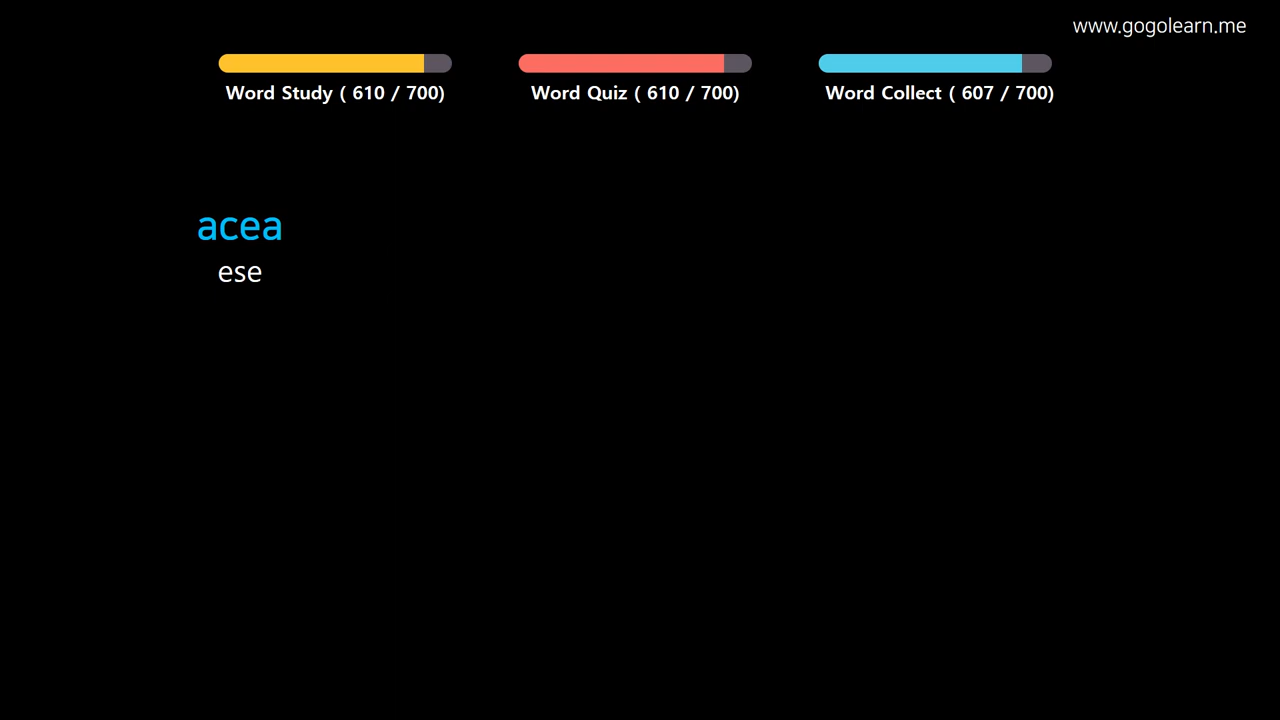 www.gogolearn.me
Word Study ( 610 / 700)
Word Quiz ( 610 / 700)
Word Collect ( 607 / 700)
acea
ese